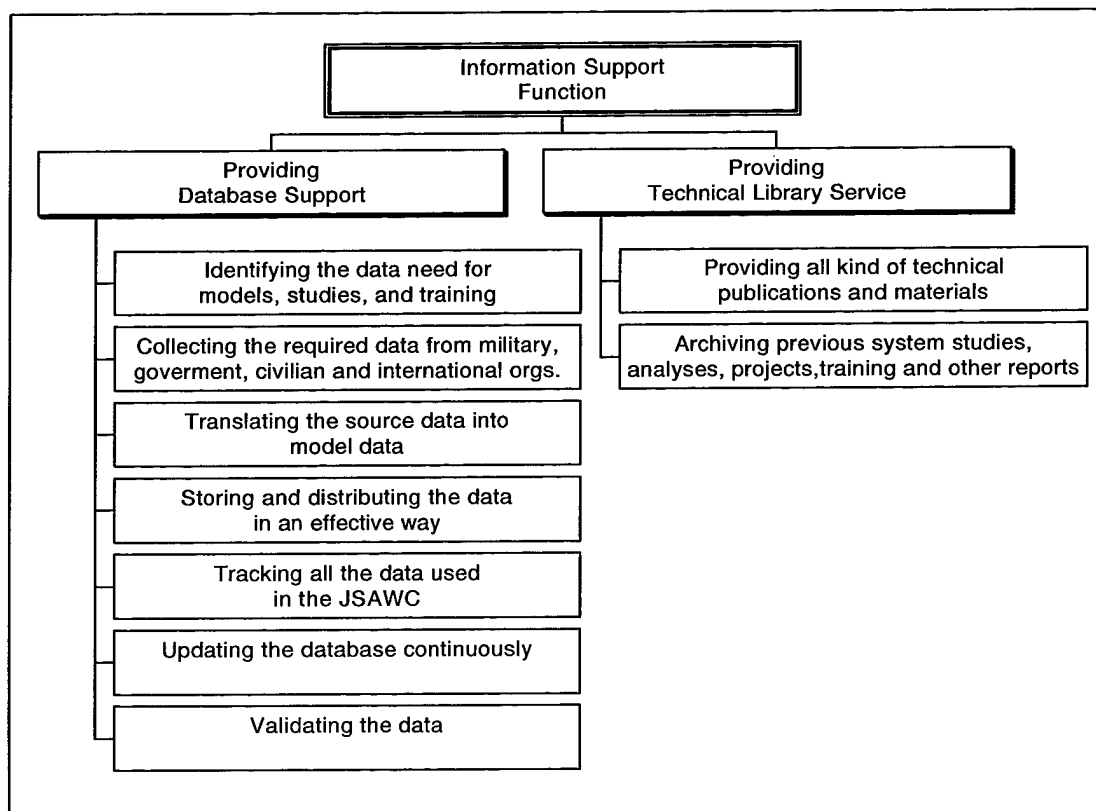 Information Support
Function
Providing
Database Support
Identifying the data need for
models, studies, and training
Collecting the required data from military,
goverment, civilian and international orgs.
Translating the source data into
model data
Storing and distributing the data
in an effective way
Tracking all the data used
in the JSAWC
Updating the database continuously
Validating the data
Providing
Technical Library Service
Providing all kind of technical
publications and materials
Archiving previous system studies,
analyses, projects,training and other reports